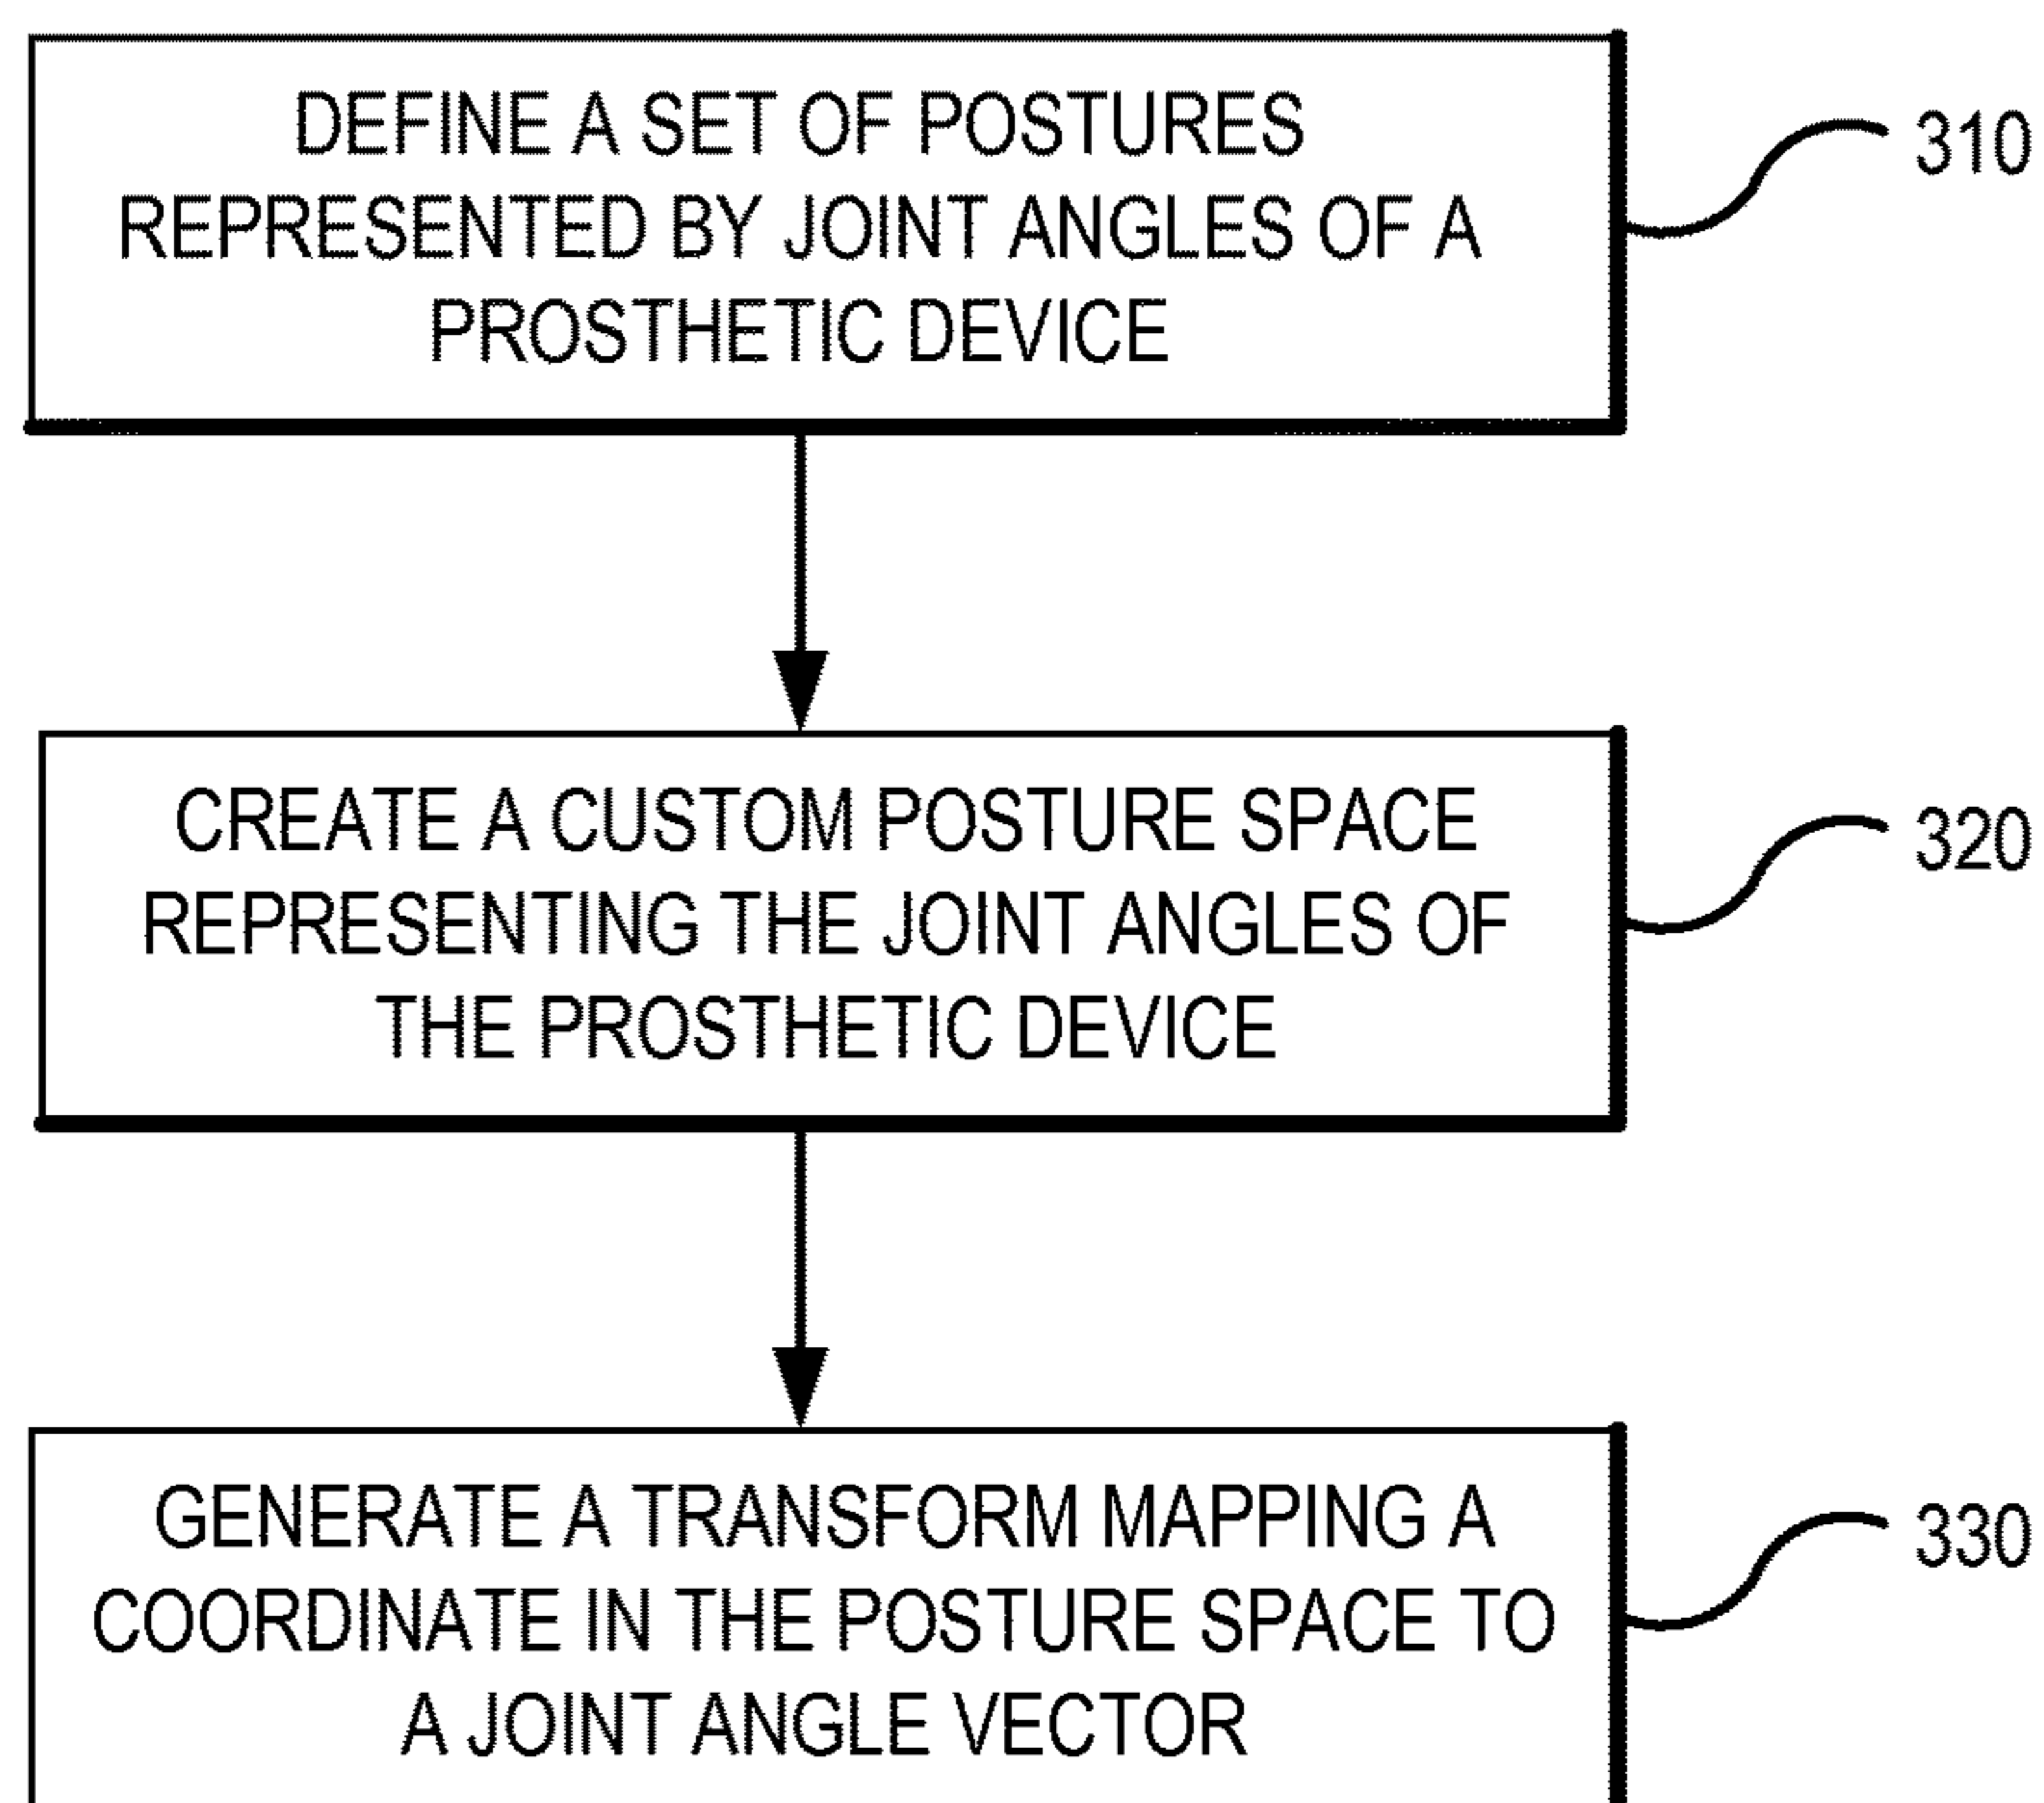 DEFINE A SET OF POSTURES
REPRESENTED BY JOINT ANGLES OF A
PROSTHETIC DEVICE
310
CREATE A CUSTOM POSTURE SPACE
REPRESENTING THE JOINT ANGLES OF
THE PROSTHETIC DEVICE
320
GENERATE A TRANSFORM MAPPING A
COORDINATE IN THE POSTURE SPACE TO
A JOINT ANGLE VECTOR
330